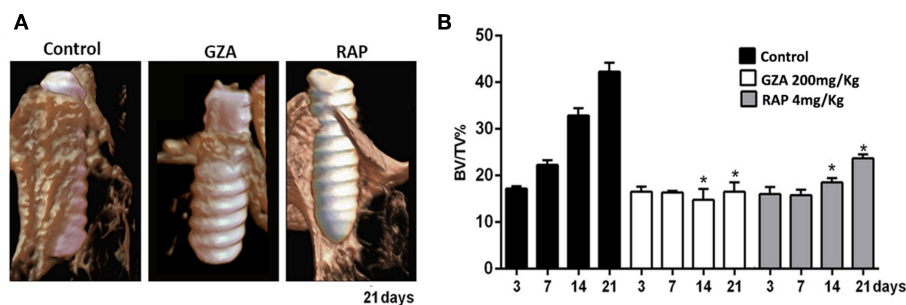 A
Control GZA RAP
21 days
B
50
40
30
20
10
0
BV/TV%
Control
GZA 200mg/Kg
RAP 4mg/Kg
* * * *
3 7 14 21 3 7 14 21 3 7 14 21 days